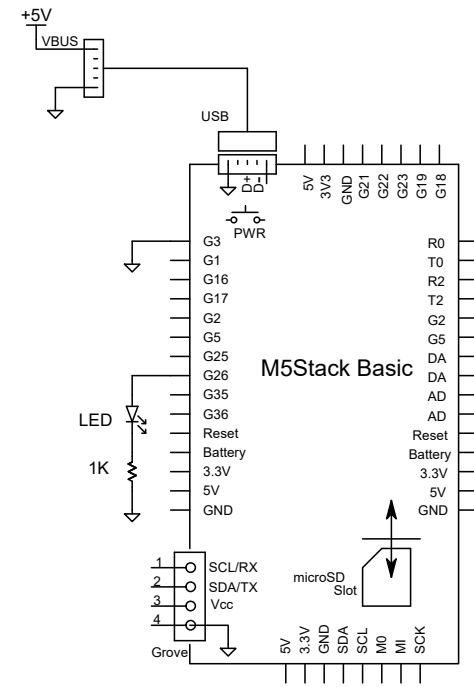 +5V
VBUS
USB
D+
D-
5V
3V3
GND
G21
G22
G23
G19
G18
PWR
G3
G1
G16
G17
G2
G5
G25
G26
G35
G36
Reset
Battery
3.3V
5V
GND
M5Stack Basic
R0
T0
R2
T2
G2
G5
DA
DA
AD
AD
Reset
Battery
3.3V
5V
GND
LED
1K
1 SCL/RX
2 SDA/TX
3 Vcc
4
Grove
microSD
Slot
5V
3.3V
GND
SDA
SCL
M0
MI
SCK